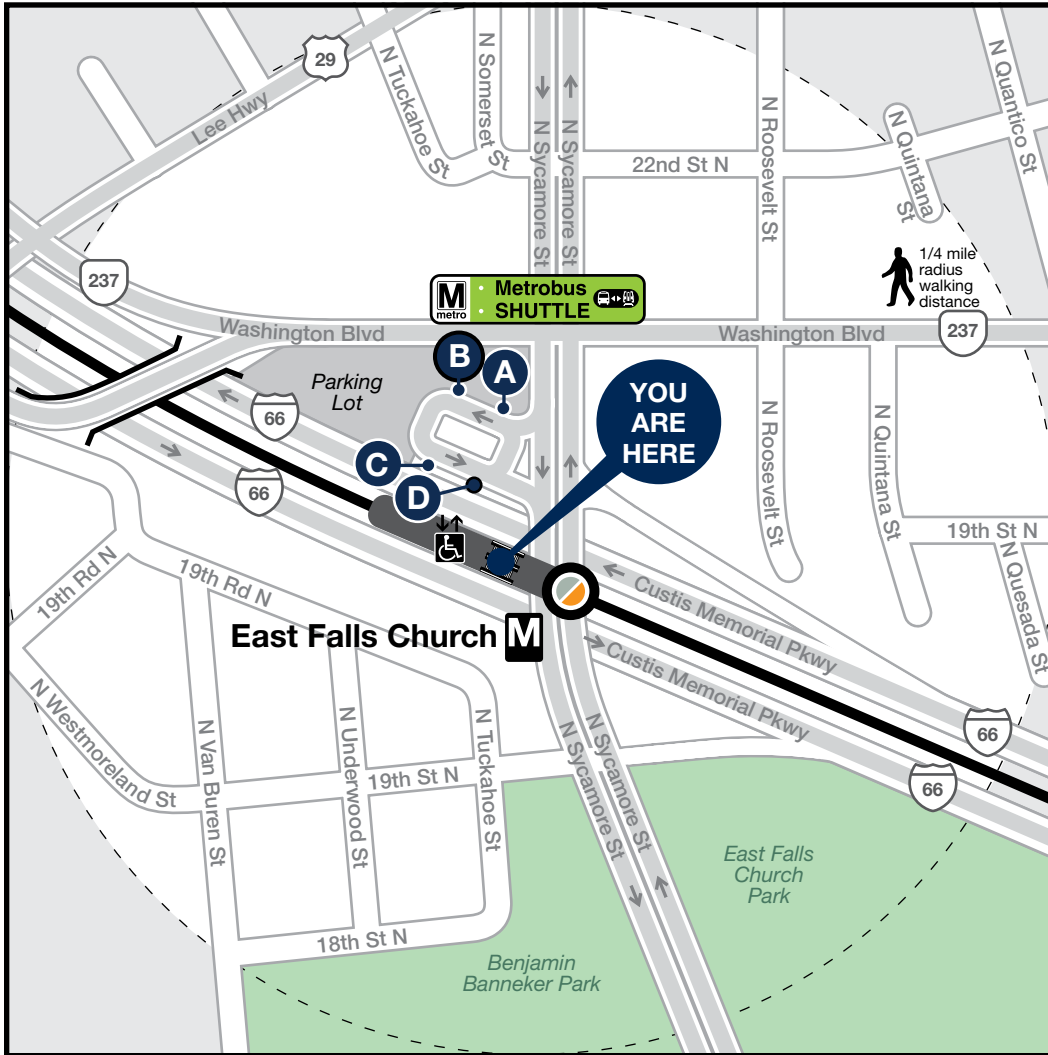 29
Lee Hwy
N Tuckahoe St
N Somerset St
N Sycamore St
N Sycamore St
22nd St N
N Roosevelt St
N Quintana St
N Quantico St
237
1/4 mile
radius
walking
distance
M
metro
· Metrobus
· SHUTTLE
Washington Blvd
Washington Blvd
237
B
A
Parking
Lot
YOU
ARE
HERE
66
C
D
66
N Roosevelt St
N Quintana St
19th St N
N Quesada St
19th Rd N
19th Rd N
East Falls Church M
Custis Memorial Pkwy
Custis Memorial Pkwy
66
66
N Westmoreland St
N Van Buren St
N Underwood St
N Tuckahoe St
19th St N
N Sycamore St
N Sycamore St
18th St N
East Falls
Church
Park
Benjamin
Banneker Park